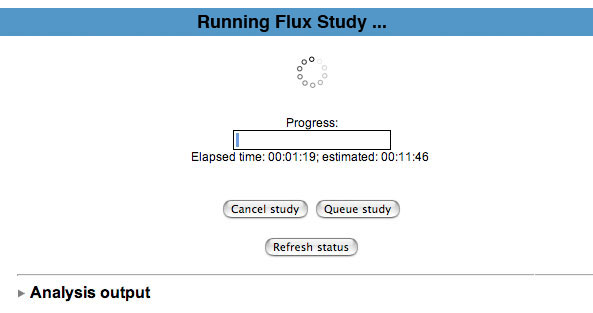 Running Flux Study ...
Progress:
Elapsed time: 00:01:19; estimated: 00:11:46
Cancel study Queue study
Refresh status
Analysis output